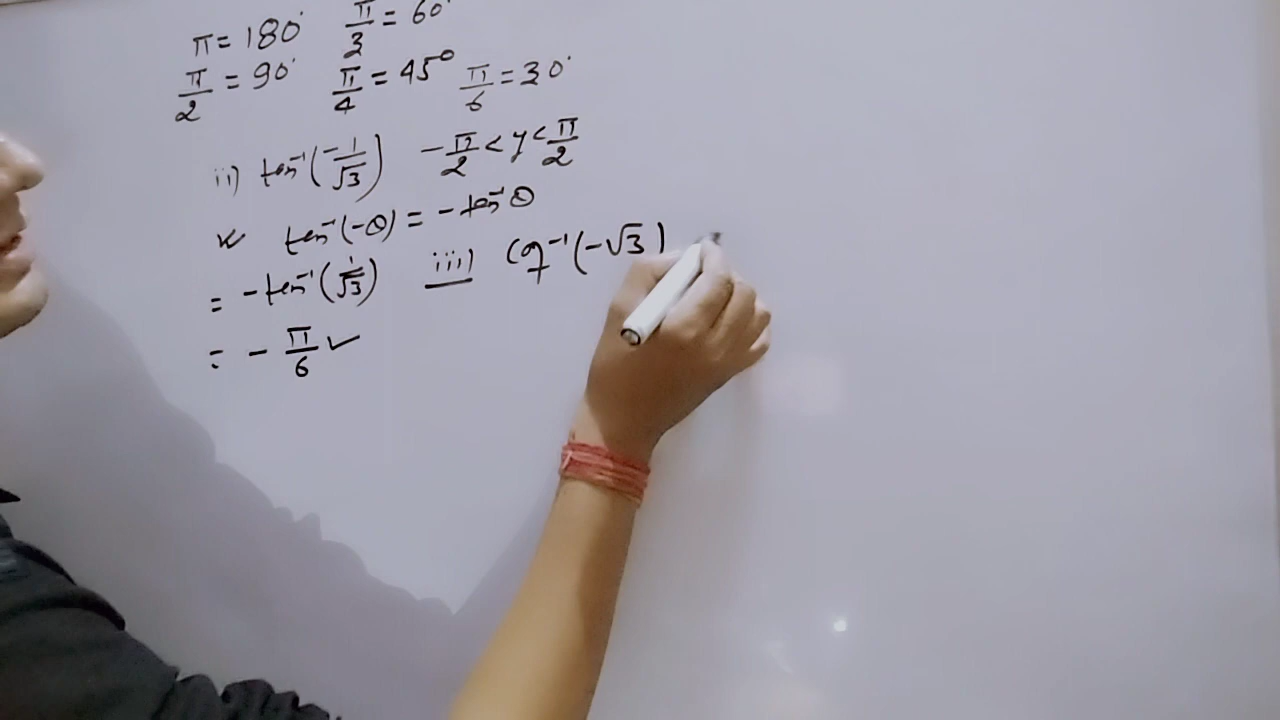 π = 180° π/3 = 60°
π/2 = 90° π/4 = 45° π/6 = 30°
ii) tan⁻¹(-1/√3) -π/2 < y < π/2
tan⁻¹(-θ) = -tan⁻¹θ
= -tan⁻¹(1/√3) iii) Cot⁻¹(-√3)
= -π/6 ✓